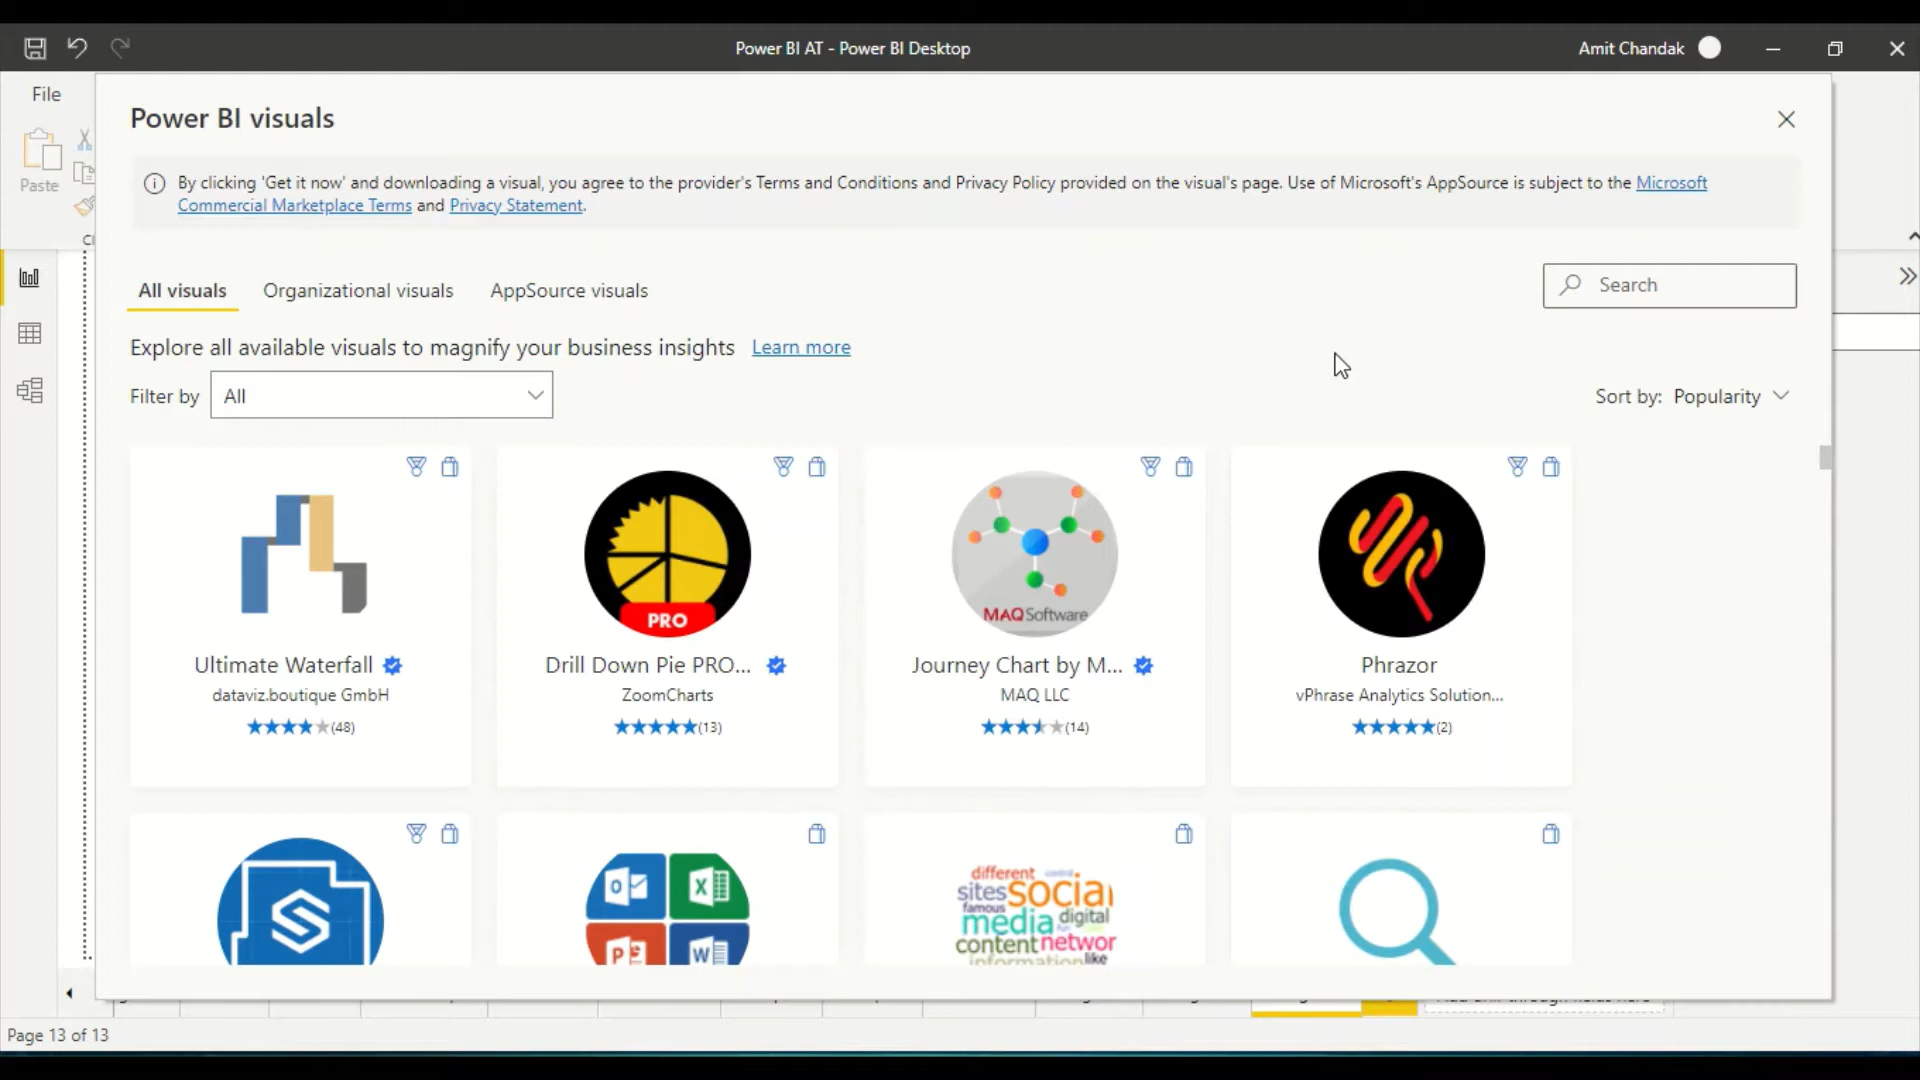 Power BI AT - Power BI Desktop
Amit Chandak
File
Paste
Power BI visuals
By clicking 'Get it now' and downloading a visual, you agree to the provider's Terms and Conditions and Privacy Policy provided on the visual's page. Use of Microsoft's AppSource is subject to the Microsoft
Commercial Marketplace Terms and Privacy Statement.
All visuals
Organizational visuals
AppSource visuals
Search
Explore all available visuals to magnify your business insights Learn more
Filter by
All
Sort by: Popularity
PRO
MAQ Software
Ultimate Waterfall
dataviz.boutique GmbH
(48)
Drill Down Pie PRO...
ZoomCharts
(13)
Journey Chart by M...
MAQ LLC
(14)
Phrazor
vPhrase Analytics Solution...
(2)
different
sites social
famous
media digital
content networ
information like
Page 13 of 13